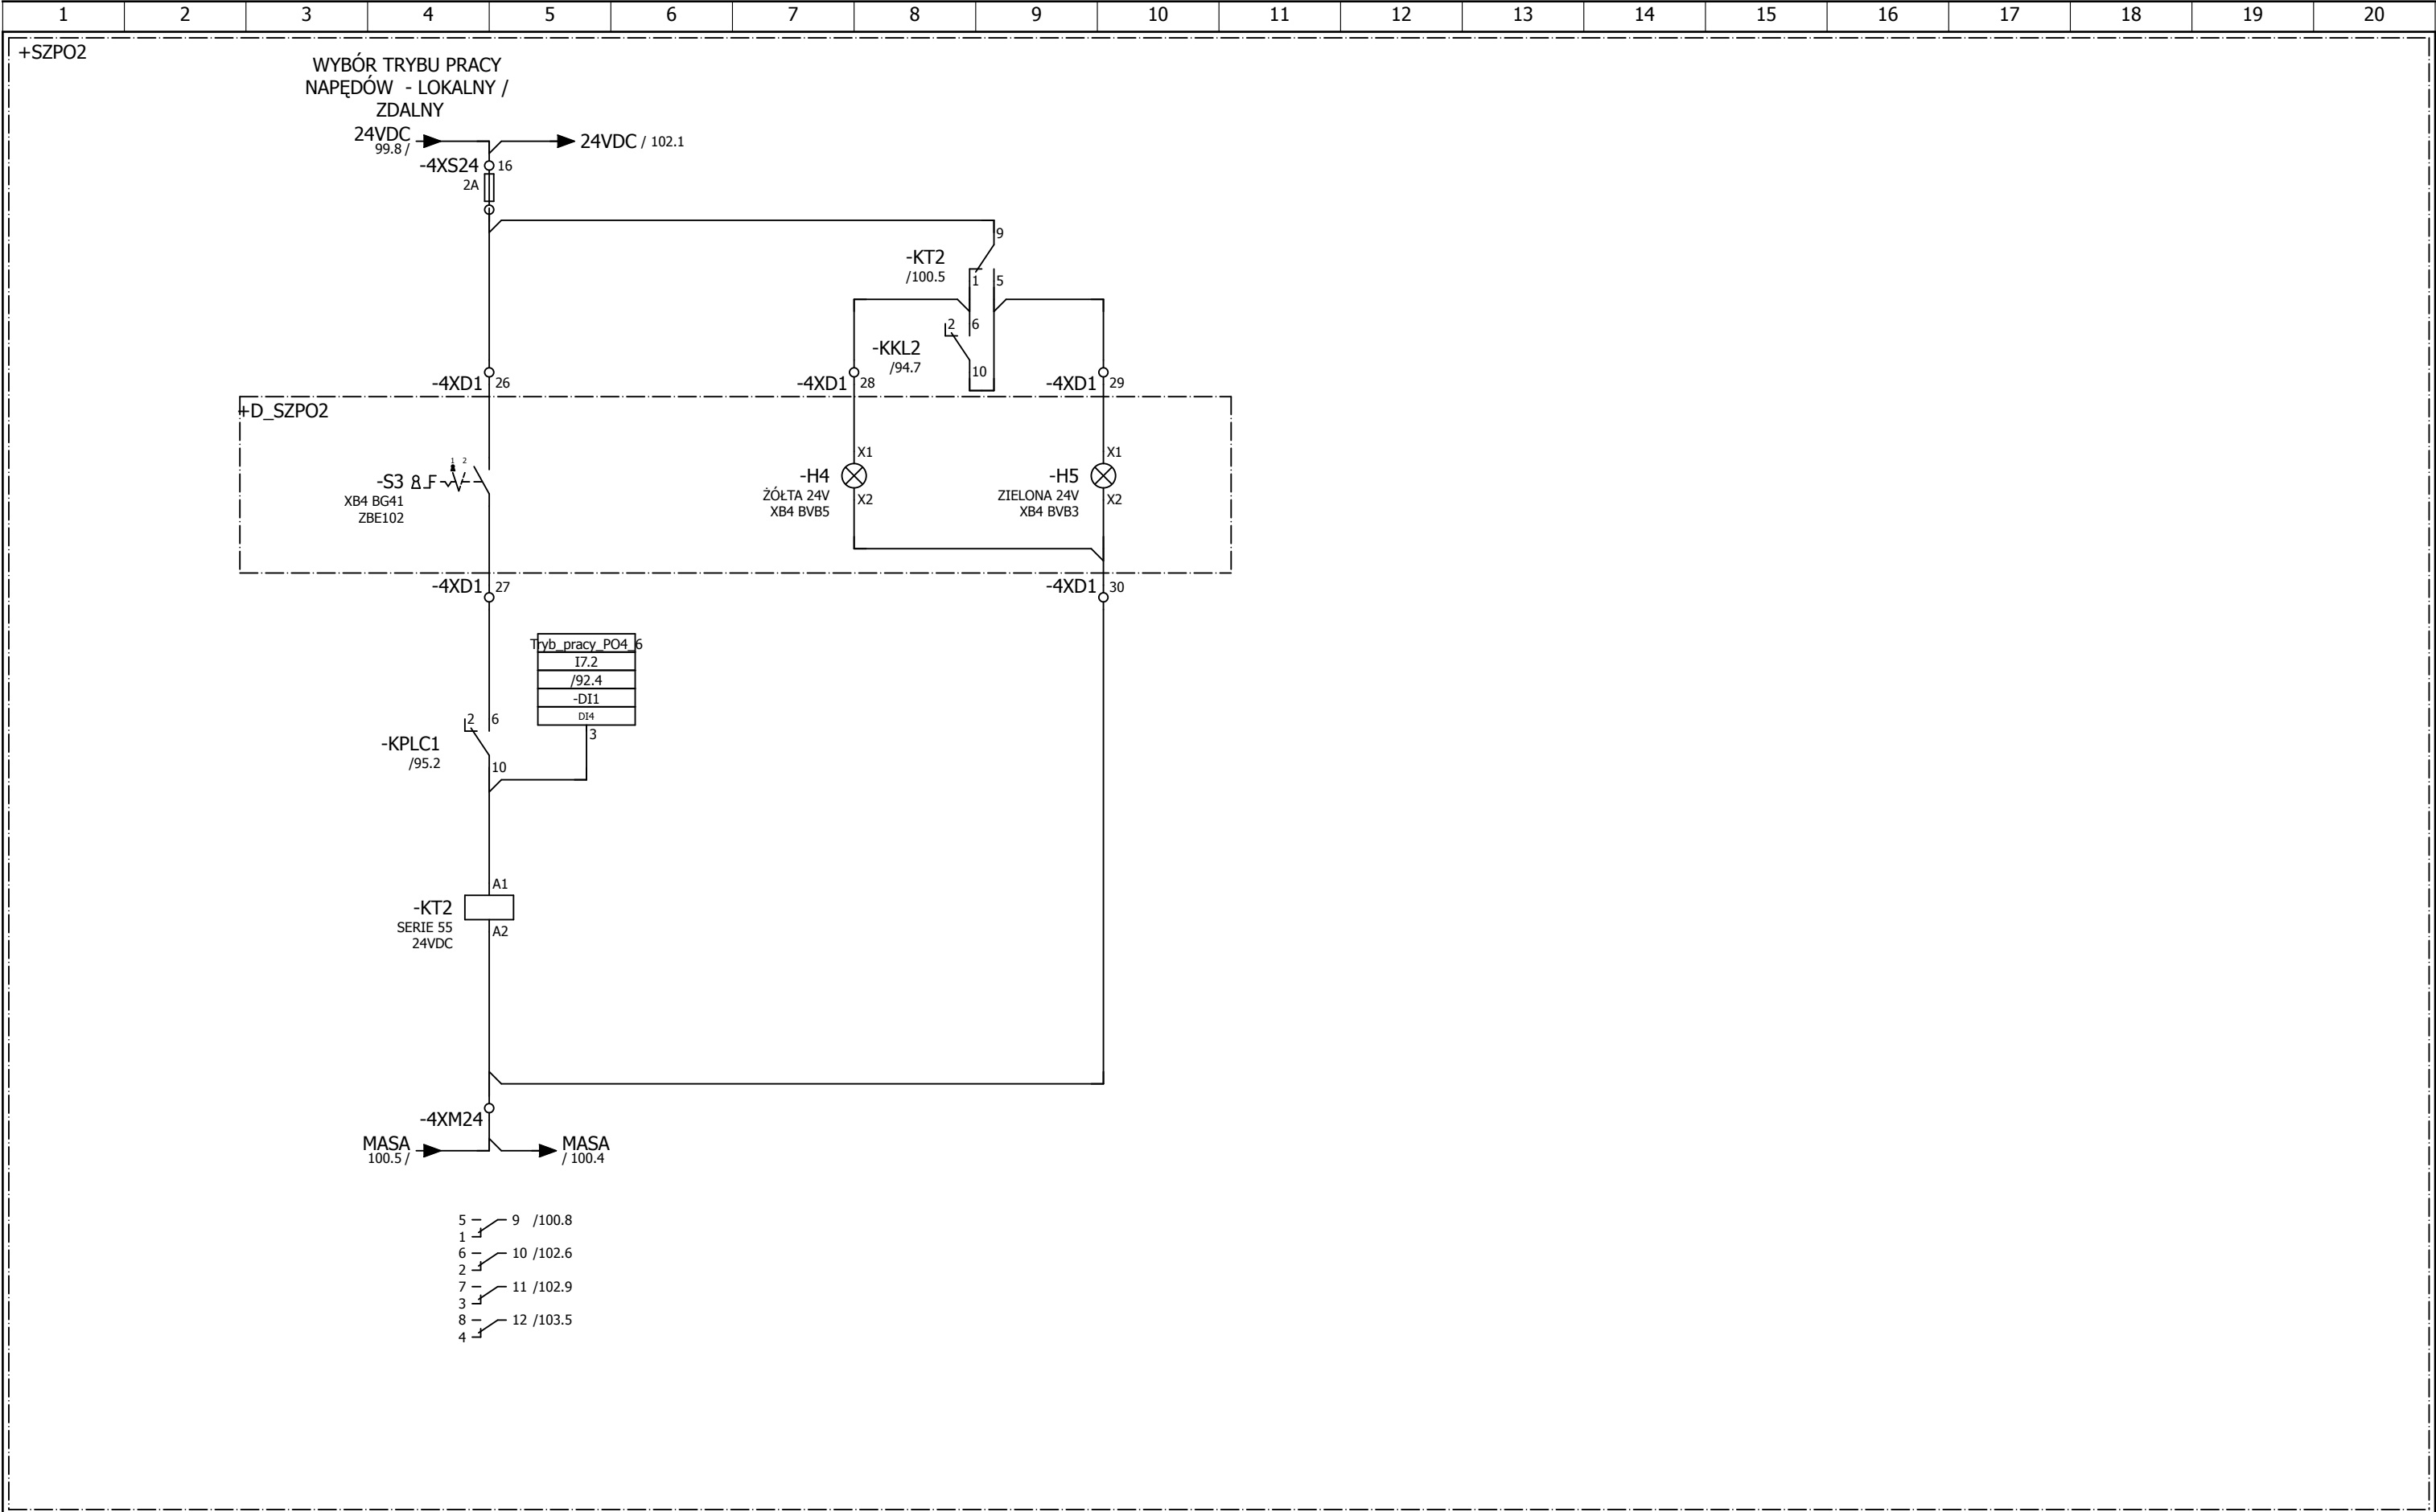 1 2 3 4 5 6 7 8 9 10 11 12 13 14 15 16 17 18 19 20
+SZPO2
WYBÓR TRYBU PRACY
NAPĘDÓW - LOKALNY /
ZDALNY
24VDC
99.8 /
24VDC / 102.1
-4XS24 16
2A
9
-KT2
/100.5
1 5
2 6
-KKL2
/94.7
10
-4XD1 26
-4XD1 28
-4XD1 29
+D_SZPO2
1 2
-S3
XB4 BG41
ZBE102
X1
-H4
ŻÓŁTA 24V
XB4 BVB5
X2
X1
-H5
ZIELONA 24V
XB4 BVB3
X2
-4XD1 27
-4XD1 30
Tryb_pracy_PO4_6
I7.2
/92.4
-DI1
DI4
3
2 6
-KPLC1
/95.2
10
A1
-KT2
SERIE 55
24VDC
A2
-4XM24
MASA
100.5 /
MASA
/ 100.4
5 9 /100.8
1
6 10 /102.6
2
7 11 /102.9
3
8 12 /103.5
4